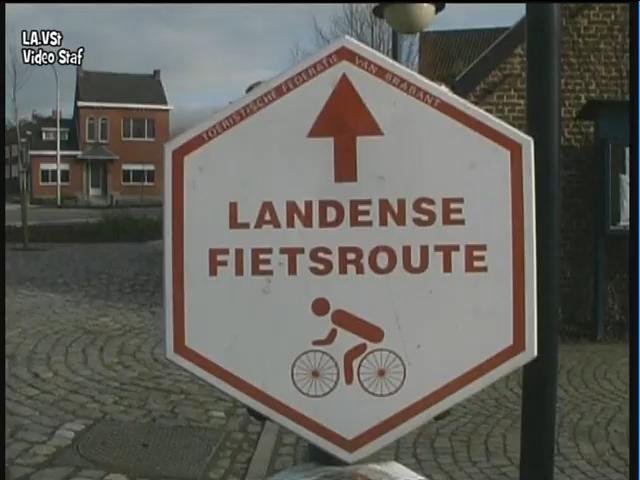 LA.VSt
Video Staf
TOERISTISCHE FEDERATIE VAN BRABANT
LANDENSE
FIETSROUTE